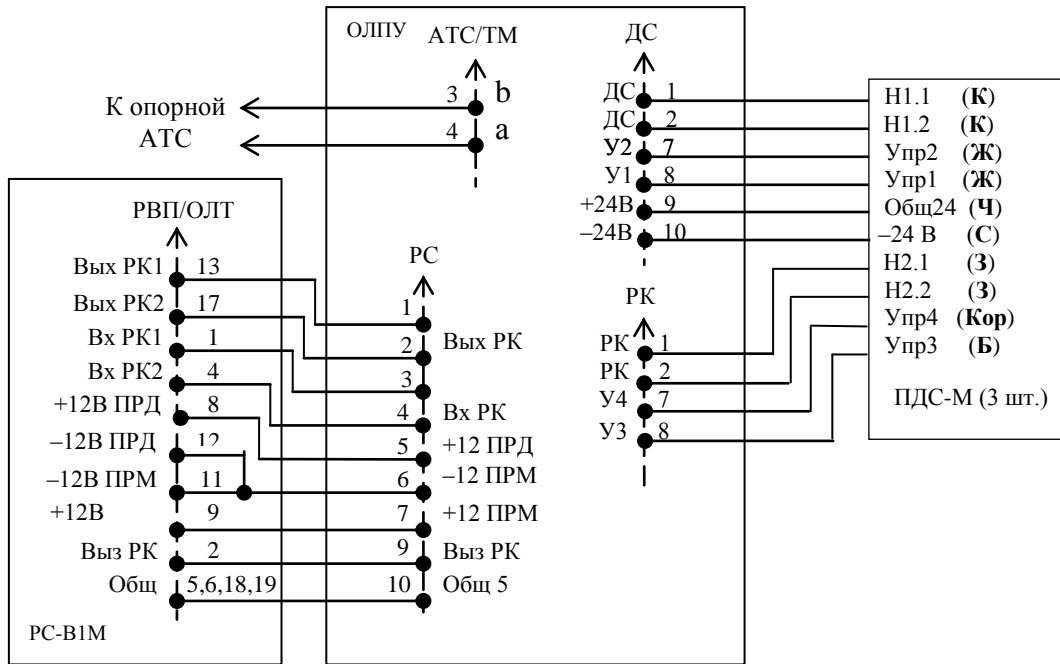 ОЛПУ
АТС/ТМ
3 b
4 a
К опорной
АТС
ДС
ДС 1
ДС 2
У2 7
У1 8
+24В 9
–24В 10
РК
РК 1
РК 2
У4 7
У3 8
Н1.1 (К)
Н1.2 (К)
Упр2 (Ж)
Упр1 (Ж)
Общ24 (Ч)
–24 В (С)
Н2.1 (З)
Н2.2 (З)
Упр4 (Кор)
Упр3 (Б)
ПДС-М (3 шт.)
РВП/ОЛТ
Вых РК1 13
Вых РК2 17
Вх РК1 1
Вх РК2 4
+12В ПРД 8
–12В ПРД 12
–12В ПРМ 11
+12В 9
Выз РК 2
Общ 5,6,18,19
РС-В1М
РС
1
2 Вых РК
3
4 Вх РК
5 +12 ПРД
6 –12 ПРМ
7 +12 ПРМ
9 Выз РК
10 Общ 5